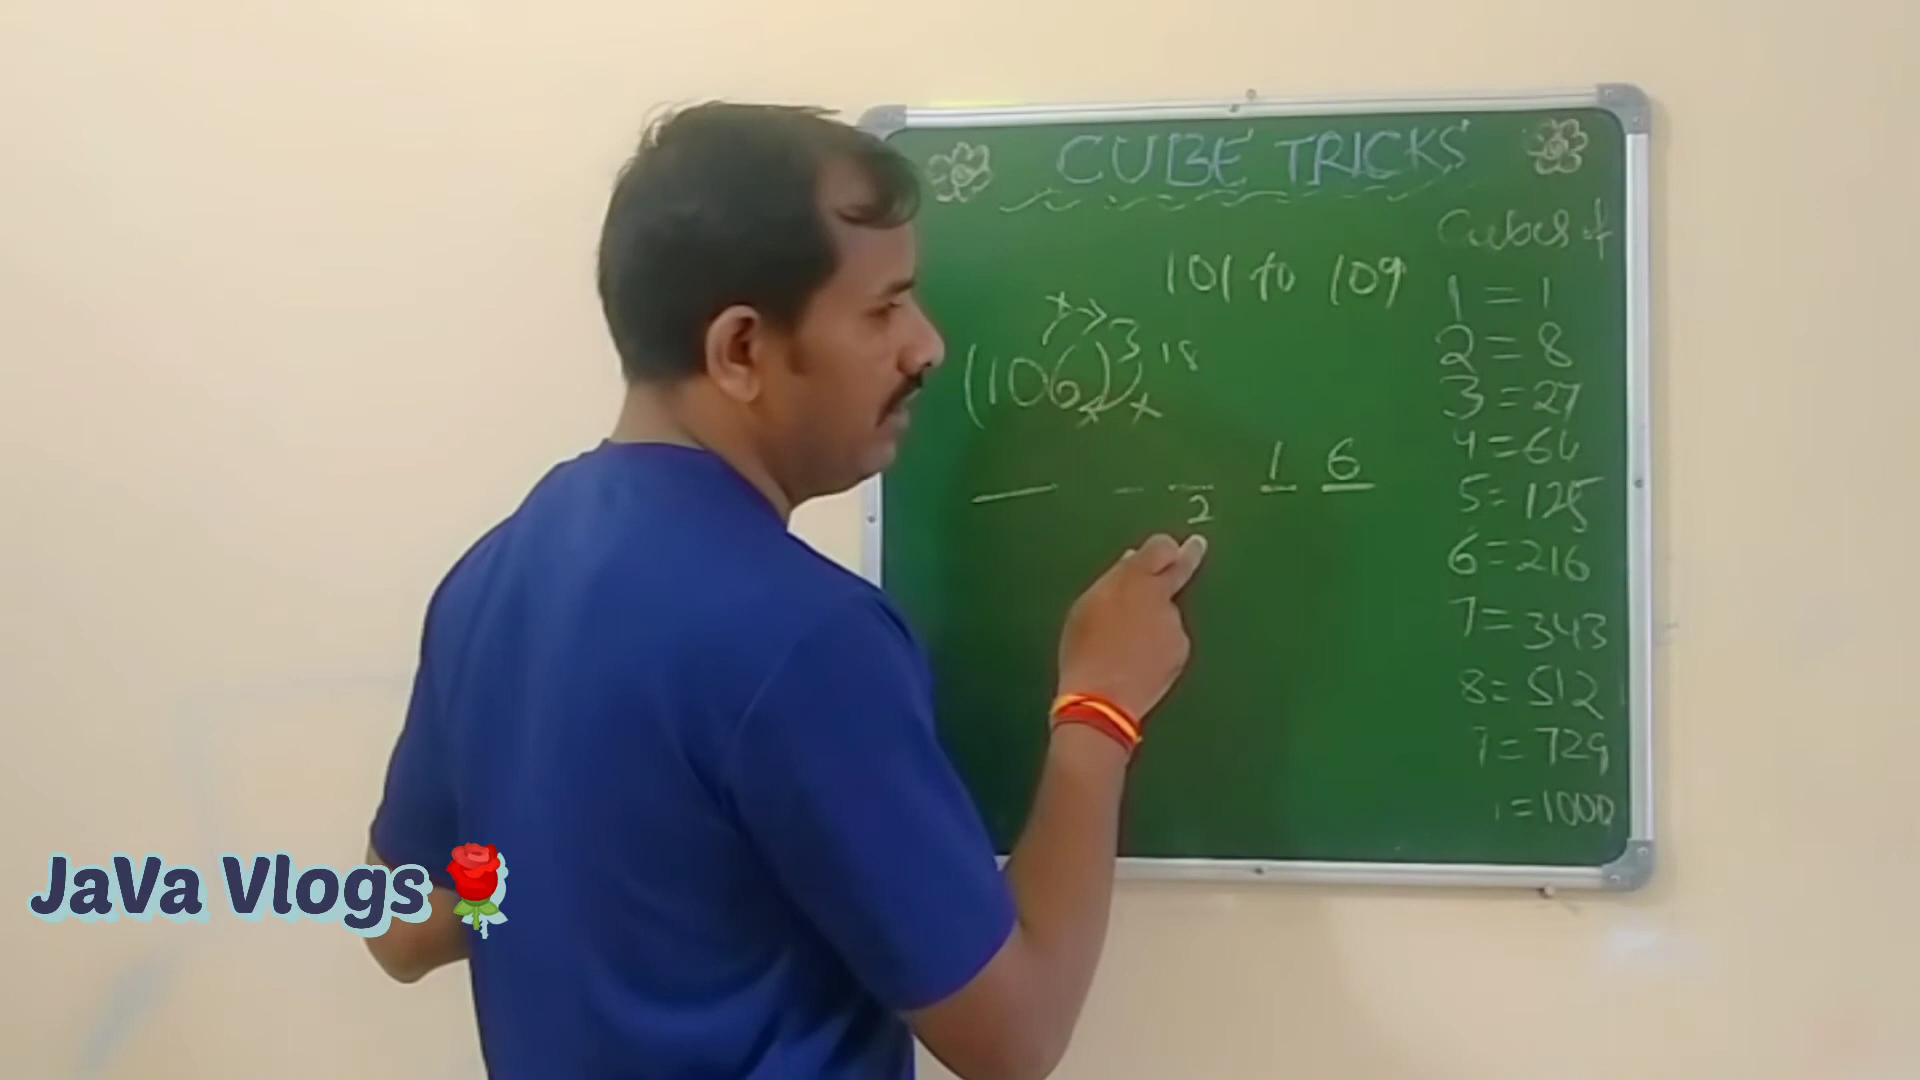 CUBE TRICKS
Cubes of
101 to 109
(106)3 18
1 6
2
1 = 1
2 = 8
3 = 27
4 = 64
5 = 125
6 = 216
7 = 343
8 = 512
= 729
= 1000
JaVa Vlogs🌹